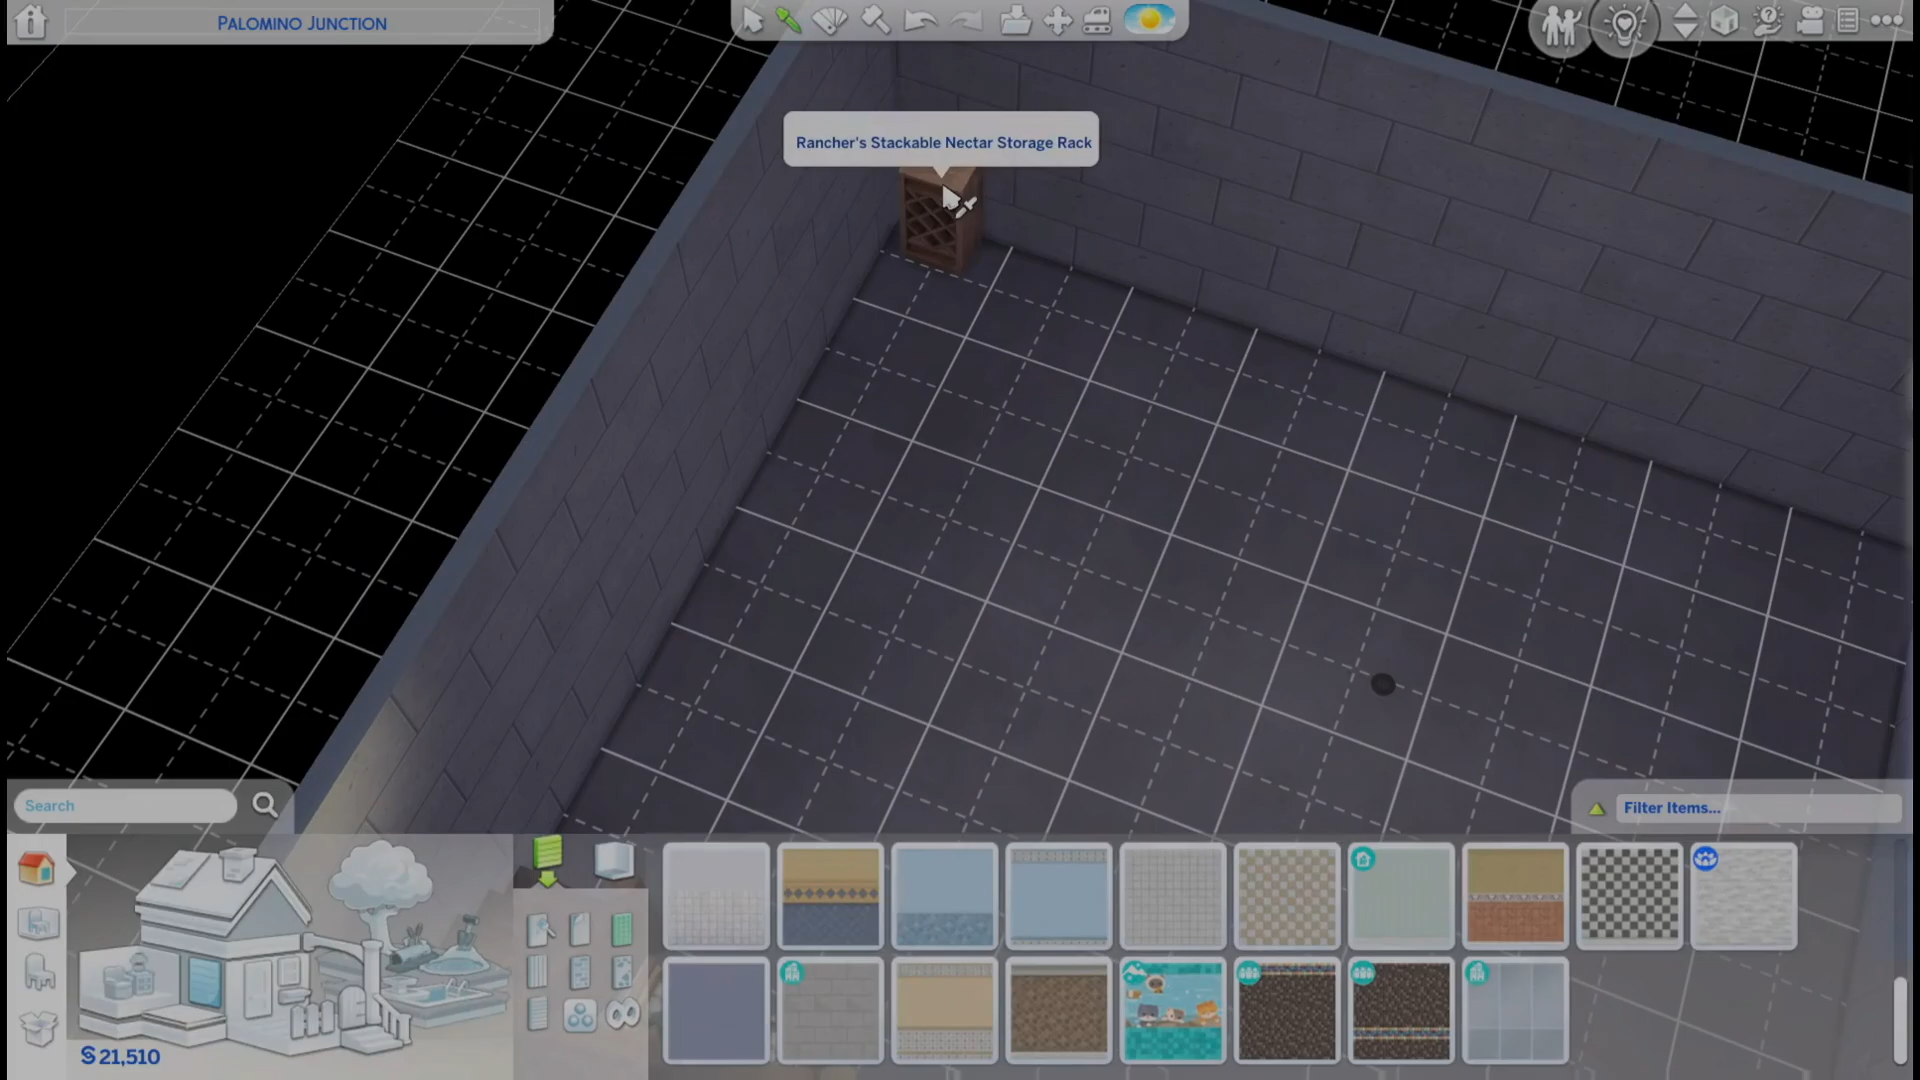 Palomino Junction
Rancher's Stackable Nectar Storage Rack
Search
Filter Items...
§21,510